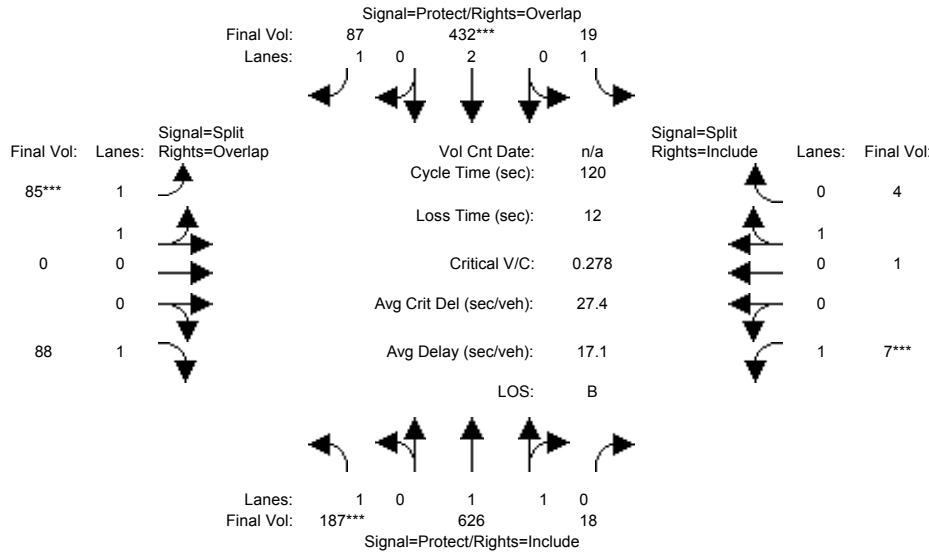 Signal=Protect/Rights=Overlap
Final Vol: 87 432*** 19
Lanes: 1 0 2 0 1
Signal=Split
Final Vol: Lanes: Rights=Overlap
Vol Cnt Date: n/a
Signal=Split
Rights=Include Lanes: Final Vol:
Cycle Time (sec): 120
85*** 1
0 4
Loss Time (sec): 12
1
1
0 0
Critical V/C: 0.278
0 1
0
Avg Crit Del (sec/veh): 27.4
0
88 1
Avg Delay (sec/veh): 17.1
1 7***
LOS: B
Lanes: 1 0 1 1 0
Final Vol: 187*** 626 18
Signal=Protect/Rights=Include